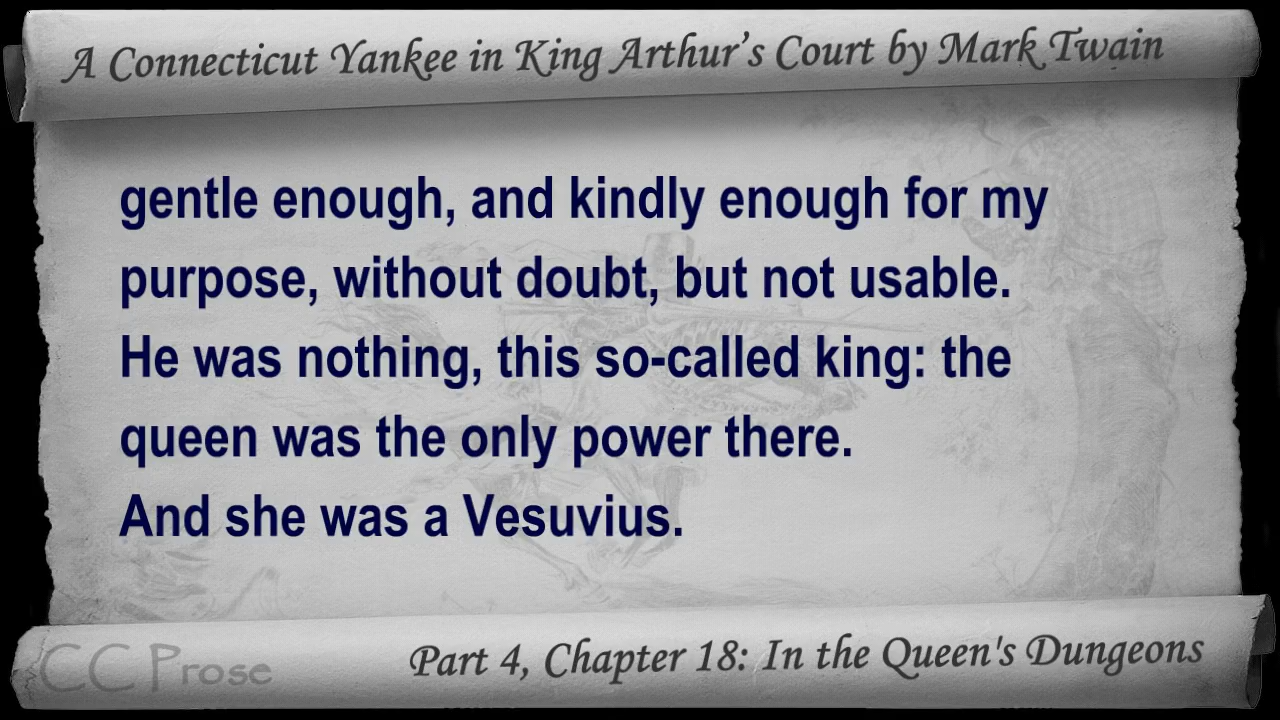 A Connecticut Yankee in King Arthur's Court by Mark Twain
gentle enough, and kindly enough for my
purpose, without doubt, but not usable.
He was nothing, this so-called king: the
queen was the only power there.
And she was a Vesuvius.
CC Prose
Part 4, Chapter 18: In the Queen's Dungeons